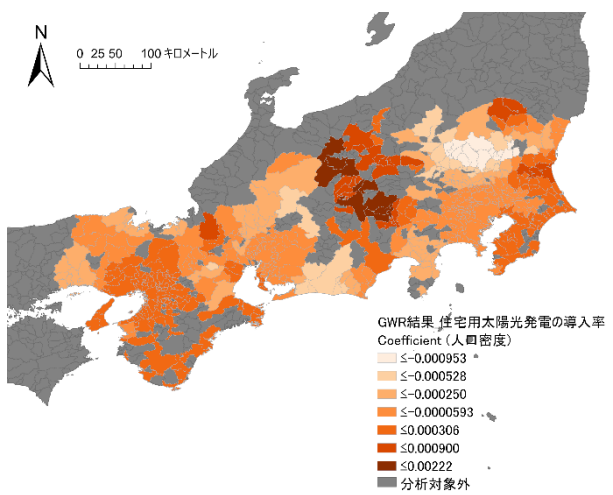 N
0 25 50 100 キロメートル
GWR結果 住宅用太陽光発電の導入率
Coefficient (人口密度)
≤-0.000953
≤-0.000528
≤-0.000250
≤-0.0000593
≤0.000306
≤0.000900
≤0.00222
分析対象外